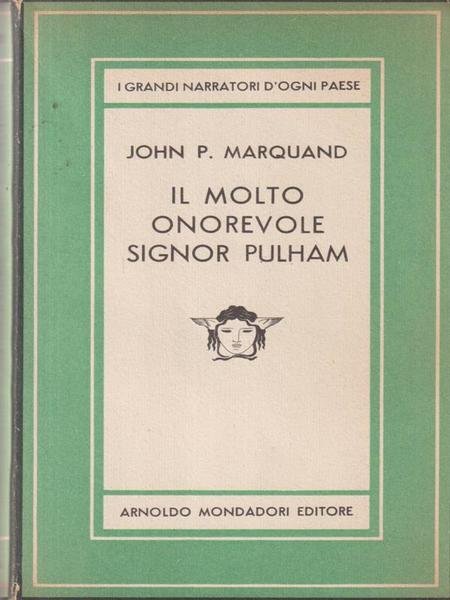 I GRANDI NARRATORI D'OGNI PAESE
JOHN P. MARQUAND
IL MOLTO
ONOREVOLE
SIGNOR PULHAM
ARNOLDO MONDADORI EDITORE